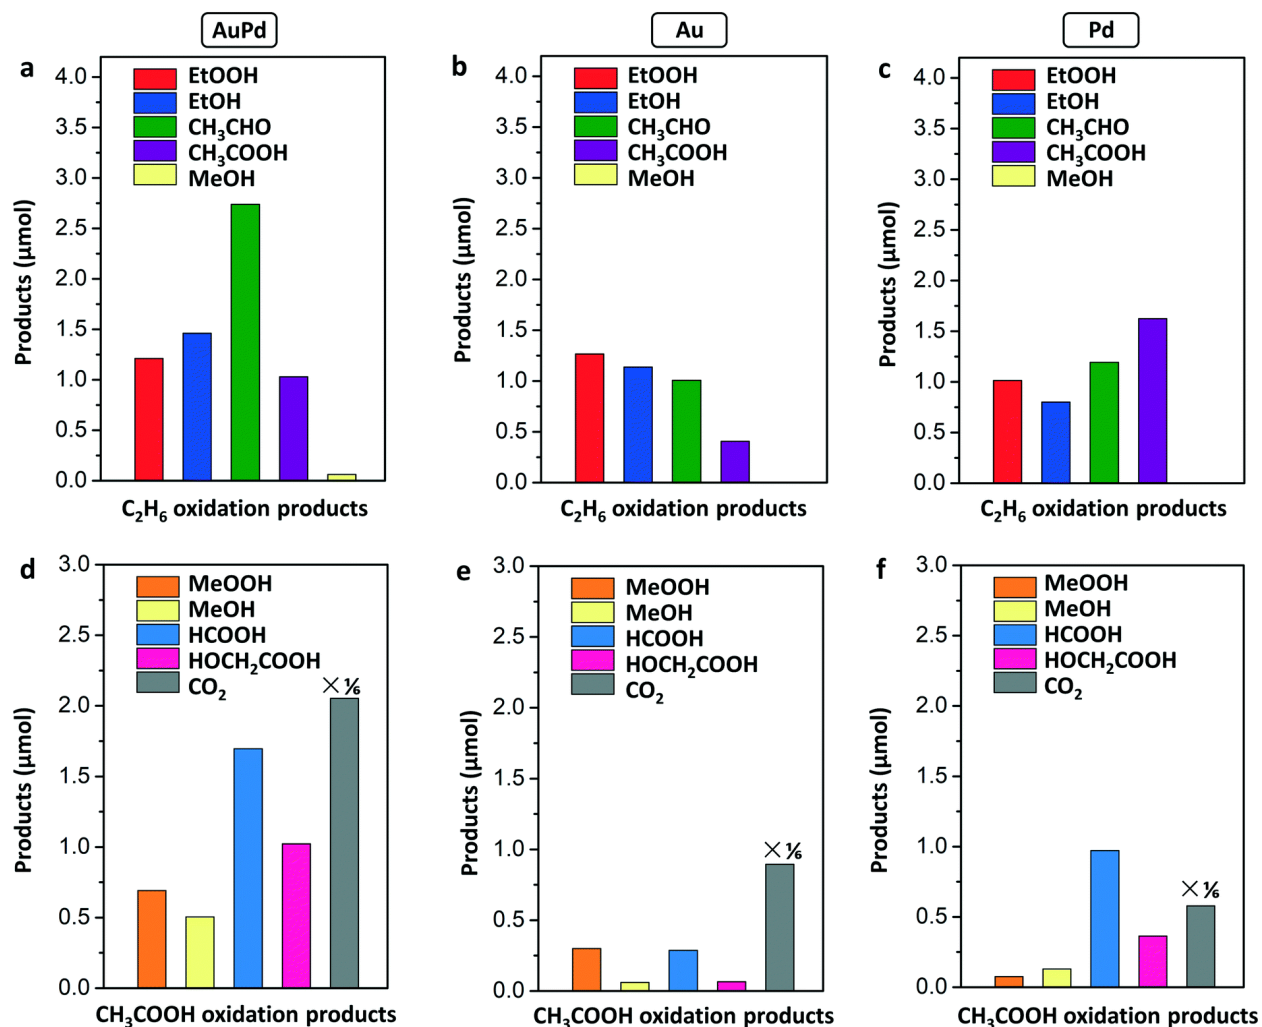 AuPd
Au
Pd
a
EtOOH
EtOH
CH₃CHO
CH₃COOH
MeOH
4.0
3.5
3.0
2.5
2.0
1.5
1.0
0.5
0.0
Products (μmol)
C₂H₆ oxidation products
b
EtOOH
EtOH
CH₃CHO
CH₃COOH
MeOH
4.0
3.5
3.0
2.5
2.0
1.5
1.0
0.5
0.0
Products (μmol)
C₂H₆ oxidation products
c
EtOOH
EtOH
CH₃CHO
CH₃COOH
MeOH
4.0
3.5
3.0
2.5
2.0
1.5
1.0
0.5
0.0
Products (μmol)
C₂H₆ oxidation products
d
MeOOH
MeOH
HCOOH
HOCH₂COOH
CO₂
× ⅙
3.0
2.5
2.0
1.5
1.0
0.5
0.0
Products (μmol)
CH₃COOH oxidation products
e
MeOOH
MeOH
HCOOH
HOCH₂COOH
CO₂
× ⅙
3.0
2.5
2.0
1.5
1.0
0.5
0.0
Products (μmol)
CH₃COOH oxidation products
f
MeOOH
MeOH
HCOOH
HOCH₂COOH
CO₂
× ⅙
3.0
2.5
2.0
1.5
1.0
0.5
0.0
Products (μmol)
CH₃COOH oxidation products